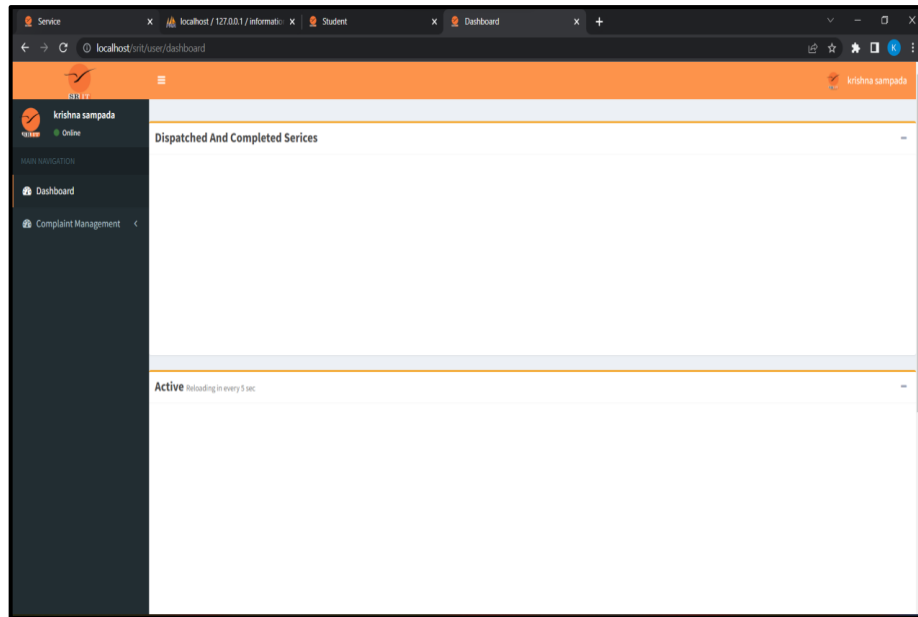 Service
localhost / 127.0.0.1 / informatio
Student
Dashboard
localhost/srit/user/dashboard
K
SRIT
krishna sampada
krishna sampada
Online
MAIN NAVIGATION
Dashboard
Complaint Management
Dispatched And Completed Serices
Active Reloading in every 5 sec